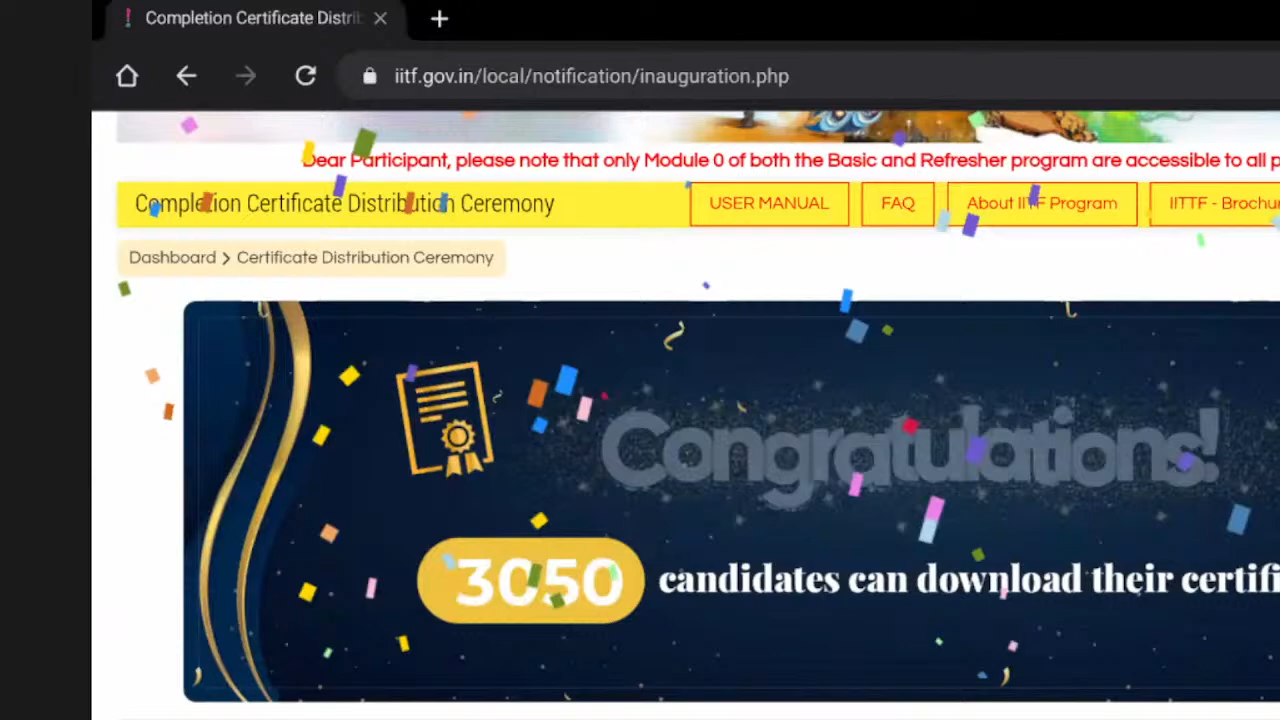 Completion Certificate Distri
iitf.gov.in/local/notification/inauguration.php
Dear Participant, please note that only Module 0 of both the Basic and Refresher program are accessible to all p
Completion Certificate Distribution Ceremony
USER MANUAL
FAQ
About IITF Program
IITTF - Brochu
Dashboard > Certificate Distribution Ceremony
Congratulations!
3050 candidates can download their certifi